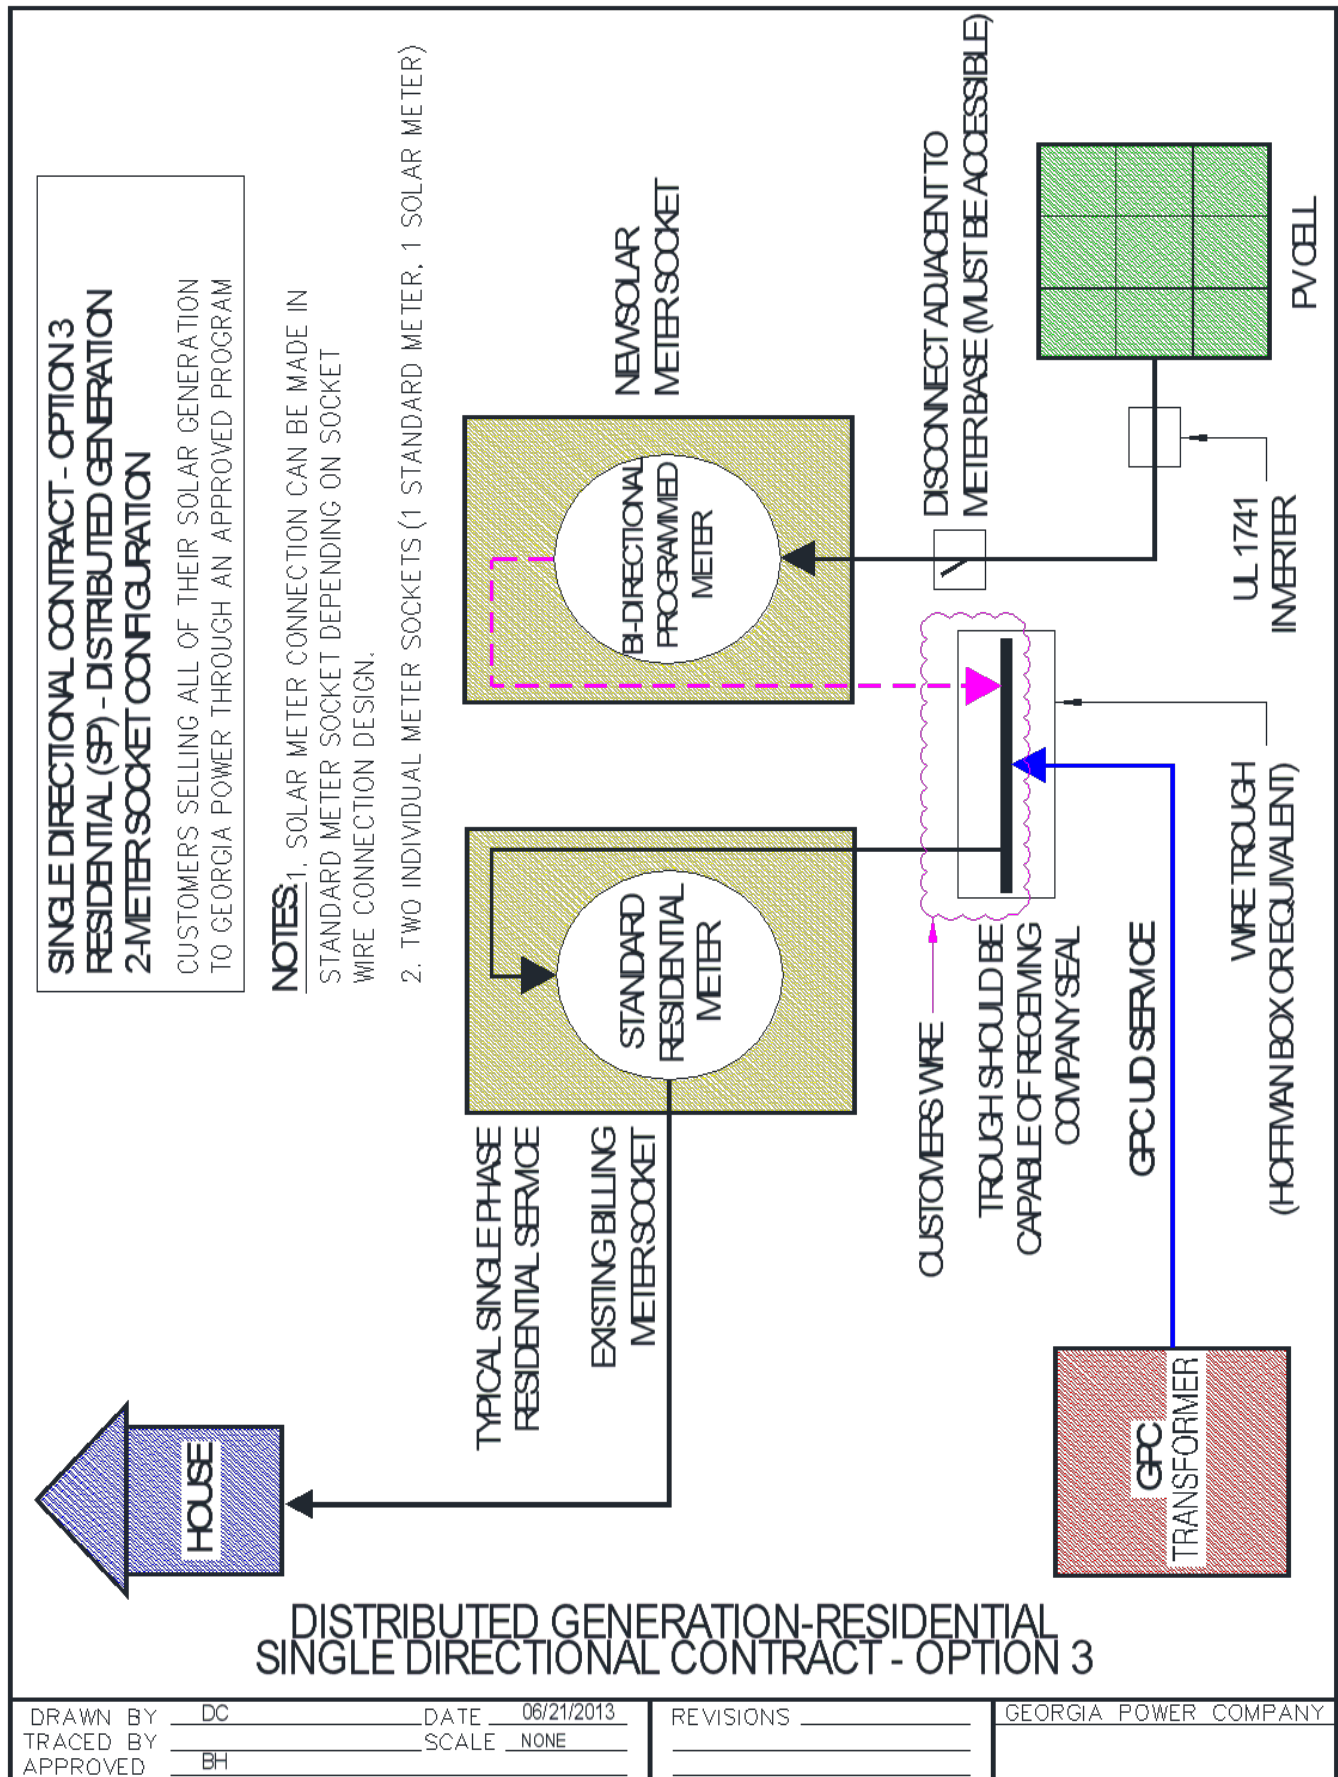 SINGLE DIRECTIONAL CONTRACT - OPTION 3
RESIDENTIAL (SP) - DISTRIBUTED GENERATION
2-METER SOCKET CONFIGURATION
CUSTOMERS SELLING ALL OF THEIR SOLAR GENERATION
TO GEORGIA POWER THROUGH AN APPROVED PROGRAM
NOTES:
1. SOLAR METER CONNECTION CAN BE MADE IN
STANDARD METER SOCKET DEPENDING ON SOCKET
WIRE CONNECTION DESIGN.
2. TWO INDIVIDUAL METER SOCKETS (1 STANDARD METER, 1 SOLAR METER)
HOUSE
TYPICAL SINGLE PHASE
RESIDENTIAL SERVICE
EXISTING BILLING
METER SOCKET
STANDARD
RESIDENTIAL
METER
BI-DIRECTIONAL
PROGRAMMED
METER
NEW SOLAR
METER SOCKET
CUSTOMERS WIRE
TROUGH SHOULD BE
CAPABLE OF RECEIVING
COMPANY SEAL
DISCONNECT ADJACENT TO
METER BASE (MUST BE ACCESSIBLE)
GPC UD SERVICE
GPC
TRANSFORMER
WIRE TROUGH
(HOFFMAN BOX OR EQUIVALENT)
UL 1741
INVERTER
PV CELL
DISTRIBUTED GENERATION-RESIDENTIAL
SINGLE DIRECTIONAL CONTRACT - OPTION 3
DRAWN BY DC DATE 06/21/2013
TRACED BY SCALE NONE
APPROVED BH
REVISIONS
GEORGIA POWER COMPANY